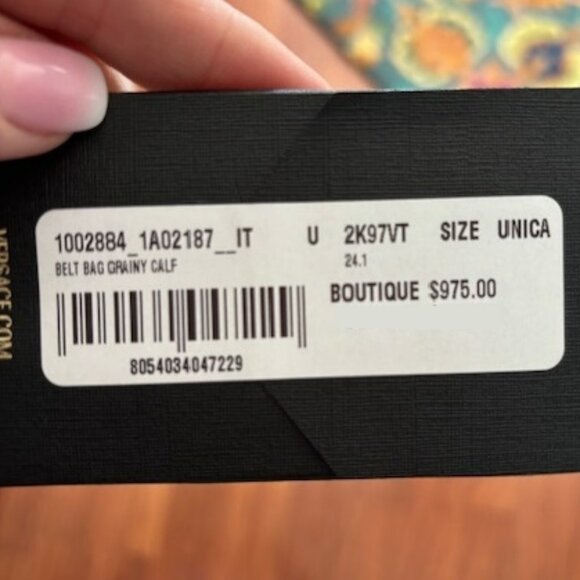 1002884_1A02187__IT U 2K97VT SIZE UNICA
BELT BAG GRAINY CALF 24.1
BOUTIQUE $975.00
8054034047229
VERSACE.COM